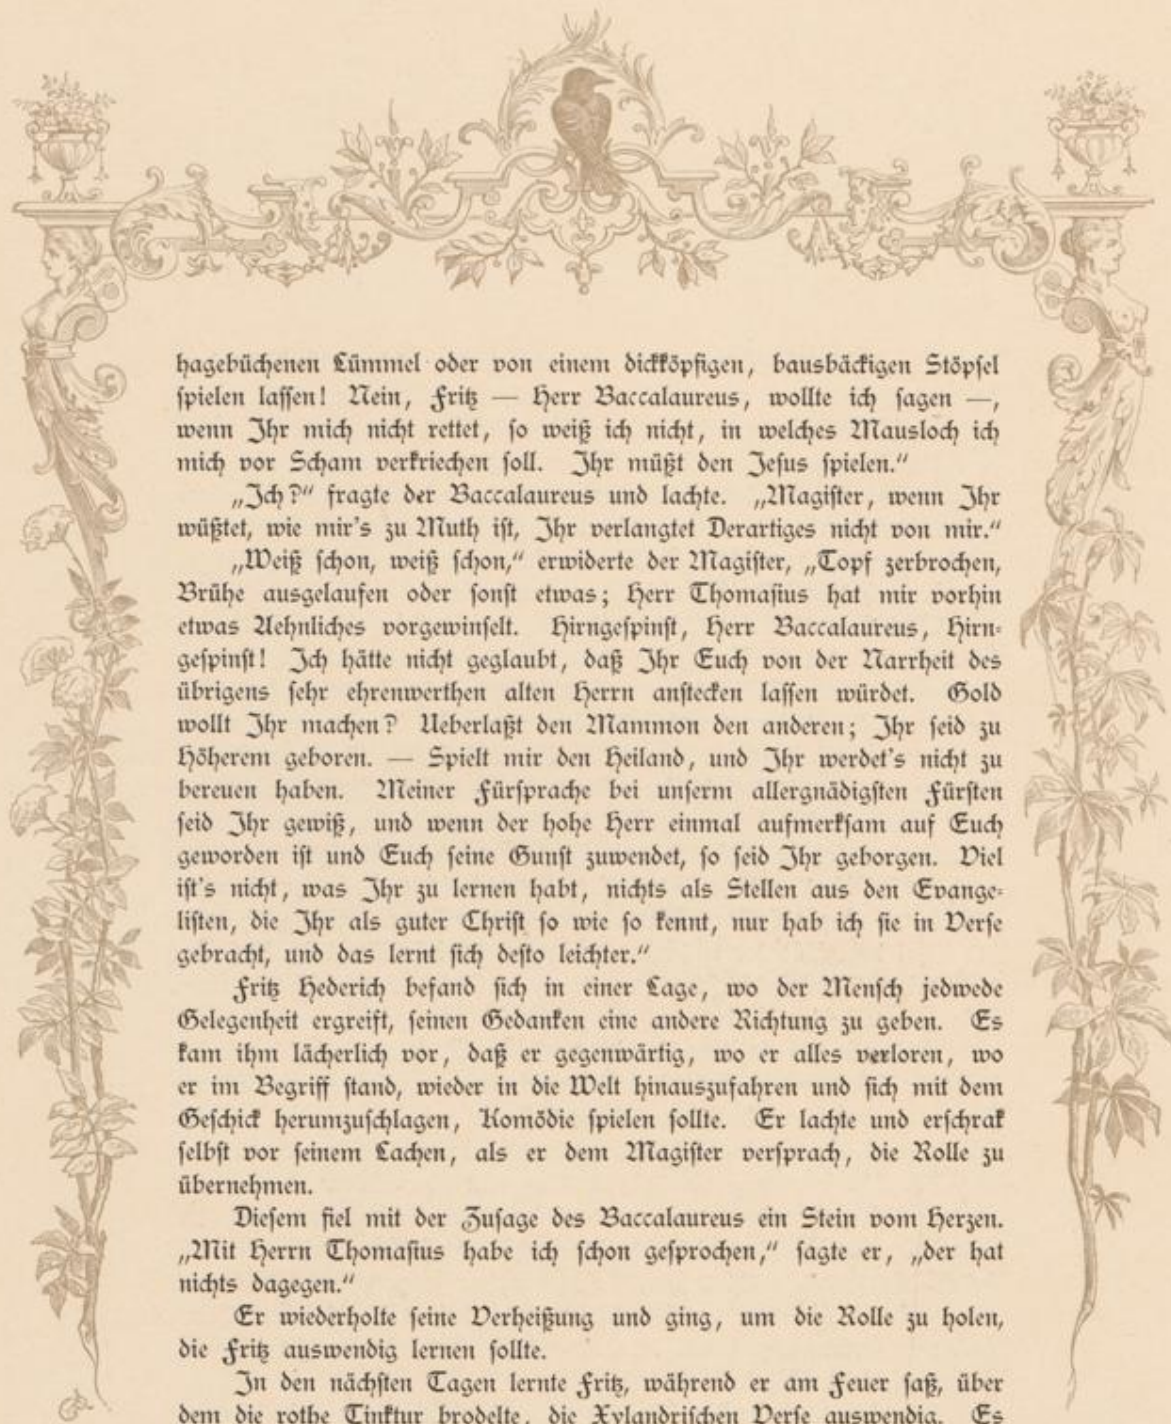 hagebüchenen Lümmel oder von einem dickköpfigen, bausbäckigen Stöpsel
spielen lassen! Nein, Fritz — Herr Baccalaureus, wollte ich sagen —,
wenn Ihr mich nicht rettet, so weiß ich nicht, in welches Mausloch ich
mich vor Scham verkriechen soll. Ihr müßt den Jesus spielen.“
„Ich?“ fragte der Baccalaureus und lachte. „Magister, wenn Ihr
wüßtet, wie mir's zu Muth ist, Ihr verlangtet Derartiges nicht von mir.“
„Weiß schon, weiß schon,“ erwiderte der Magister, „Topf zerbrochen,
Brühe ausgelaufen oder sonst etwas; Herr Thomasius hat mir vorhin
etwas Aehnliches vorgewinselt. Hirngespinst, Herr Baccalaureus, Hirn-
gespinst! Ich hätte nicht geglaubt, daß Ihr Euch von der Narrheit des
übrigens sehr ehrenwerthen alten Herrn anstecken lassen würdet. Gold
wollt Ihr machen? Ueberlaßt den Mammon den anderen; Ihr seid zu
Höherem geboren. — Spielt mir den Heiland, und Ihr werdet's nicht zu
bereuen haben. Meiner Fürsprache bei unserm allergnädigsten Fürsten
seid Ihr gewiß, und wenn der hohe Herr einmal aufmerksam auf Euch
geworden ist und Euch seine Gunst zuwendet, so seid Ihr geborgen. Viel
ist's nicht, was Ihr zu lernen habt, nichts als Stellen aus den Evange-
listen, die Ihr als guter Christ so wie so kennt, nur hab ich sie in Verse
gebracht, und das lernt sich desto leichter.“
Fritz Hederich befand sich in einer Lage, wo der Mensch jedwede
Gelegenheit ergreift, seinen Gedanken eine andere Richtung zu geben. Es
kam ihm lächerlich vor, daß er gegenwärtig, wo er alles verloren, wo
er im Begriff stand, wieder in die Welt hinauszufahren und sich mit dem
Geschick herumzuschlagen, Komödie spielen sollte. Er lachte und erschrak
selbst vor seinem Lachen, als er dem Magister versprach, die Rolle zu
übernehmen.
Diesem fiel mit der Zusage des Baccalaureus ein Stein vom Herzen.
„Mit Herrn Thomasius habe ich schon gesprochen,“ sagte er, „der hat
nichts dagegen.“
Er wiederholte seine Verheißung und ging, um die Rolle zu holen,
die Fritz auswendig lernen sollte.
In den nächsten Tagen lernte Fritz, während er am Feuer saß, über
dem die rothe Tinktur brodelte, die Xylandrischen Verse auswendig. Es